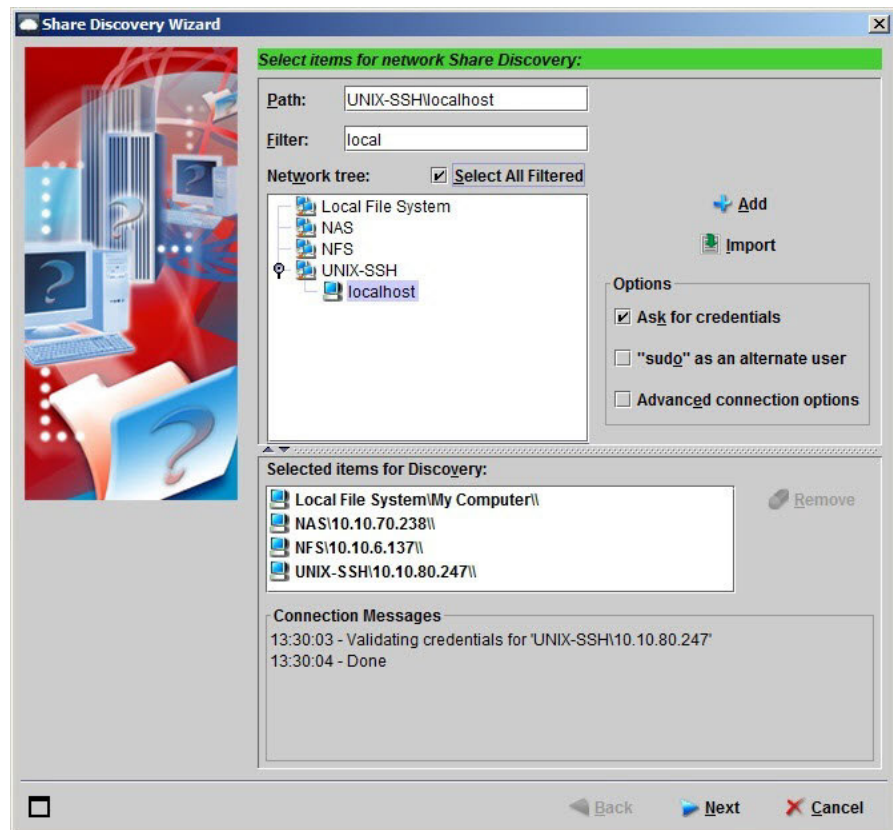 Share Discovery Wizard
Select items for network Share Discovery:
Path: UNIX-SSH\localhost
Filter: local
Network tree: Select All Filtered
Local File System
NAS
NFS
UNIX-SSH
localhost
Add
Import
Options
Ask for credentials
"sudo" as an alternate user
Advanced connection options
Selected items for Discovery:
Local File System\My Computer\\
NAS\10.10.70.238\\
NFS\10.10.6.137\\
UNIX-SSH\10.10.80.247\\
Remove
Connection Messages
13:30:03 - Validating credentials for 'UNIX-SSH\10.10.80.247'
13:30:04 - Done
Back Next Cancel